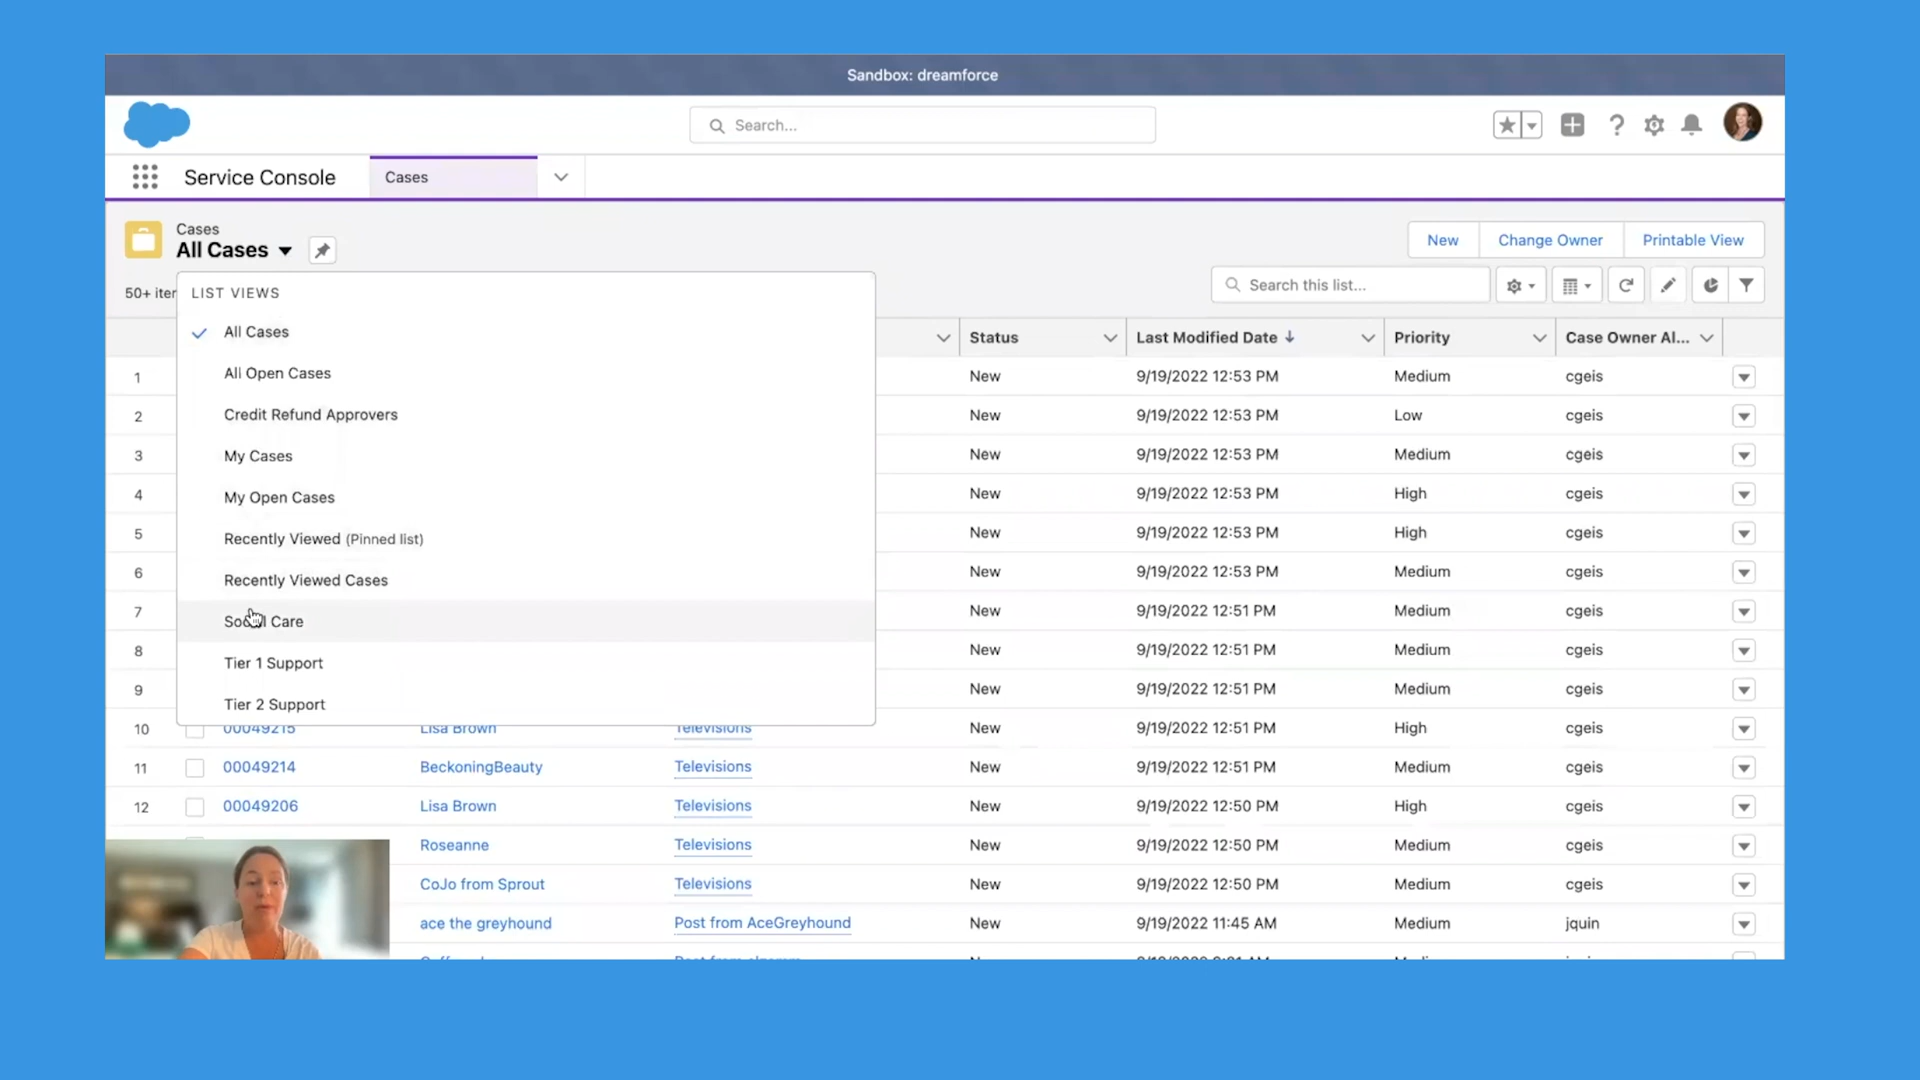 Sandbox: dreamforce
Search...
Service Console
Cases
Cases
All Cases
New
Change Owner
Printable View
50+ iter
Search this list...
LIST VIEWS
All Cases
All Open Cases
Credit Refund Approvers
My Cases
My Open Cases
Recently Viewed (Pinned list)
Recently Viewed Cases
Social Care
Tier 1 Support
Tier 2 Support
Status Last Modified Date Priority Case Owner Al...
1 New 9/19/2022 12:53 PM Medium cgeis
2 New 9/19/2022 12:53 PM Low cgeis
3 New 9/19/2022 12:53 PM Medium cgeis
4 New 9/19/2022 12:53 PM High cgeis
5 New 9/19/2022 12:53 PM High cgeis
6 New 9/19/2022 12:53 PM Medium cgeis
7 New 9/19/2022 12:51 PM Medium cgeis
8 New 9/19/2022 12:51 PM Medium cgeis
9 New 9/19/2022 12:51 PM Medium cgeis
10 00049215 Lisa Brown Televisions New 9/19/2022 12:51 PM High cgeis
11 00049214 BeckoningBeauty Televisions New 9/19/2022 12:51 PM Medium cgeis
12 00049206 Lisa Brown Televisions New 9/19/2022 12:50 PM High cgeis
Roseanne Televisions New 9/19/2022 12:50 PM Medium cgeis
CoJo from Sprout Televisions New 9/19/2022 12:50 PM Medium cgeis
ace the greyhound Post from AceGreyhound New 9/19/2022 11:45 AM Medium jquin